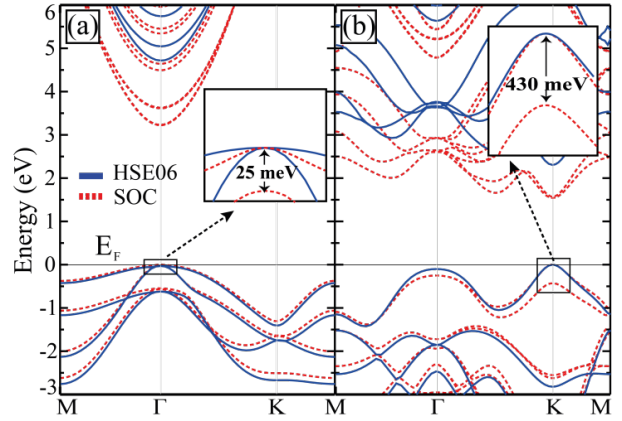 6
5
4
3
2
1
0
-1
-2
-3
Energy (eV)
(a)
HSE06
SOC
E_F
25 meV
M
Γ
K
(b)
430 meV
M
Γ
K
M